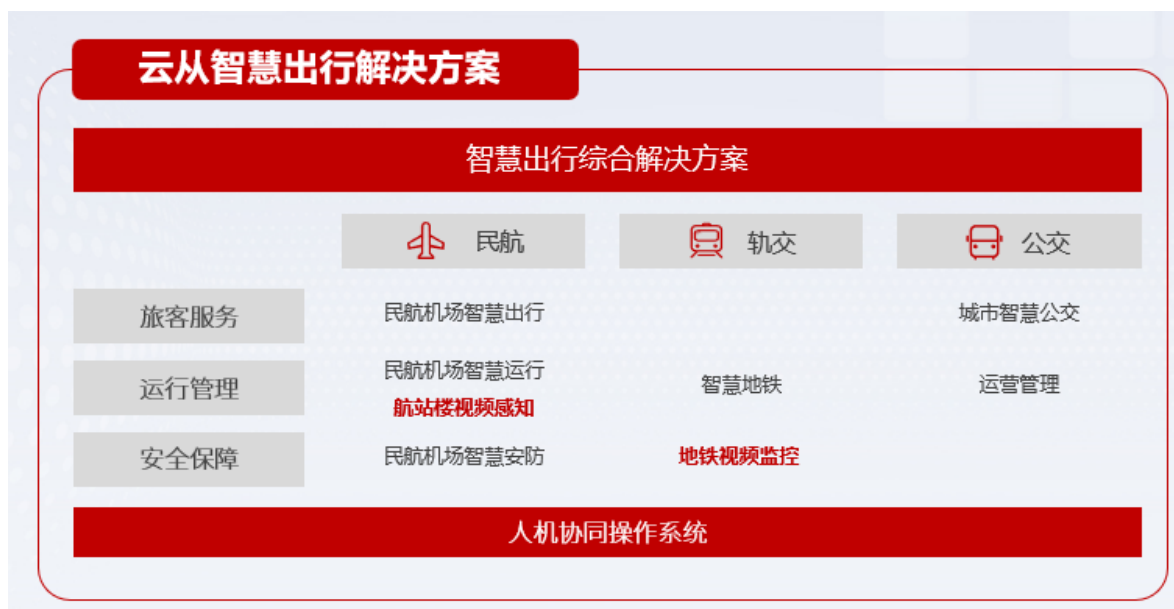 云从智慧出行解决方案
智慧出行综合解决方案
民航 轨交 公交
旅客服务 民航机场智慧出行 城市智慧公交
运行管理 民航机场智慧运行 智慧地铁 运营管理
航站楼视频感知
安全保障 民航机场智慧安防 地铁视频监控
人机协同操作系统